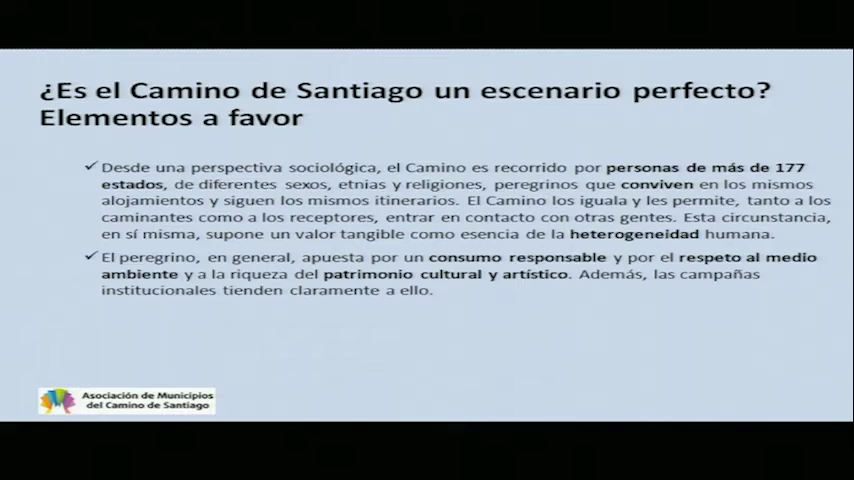 ¿Es el Camino de Santiago un escenario perfecto?
Elementos a favor
✓ Desde una perspectiva sociológica, el Camino es recorrido por personas de más de 177
estados, de diferentes sexos, etnias y religiones, peregrinos que conviven en los mismos
alojamientos y siguen los mismos itinerarios. El Camino los iguala y les permite, tanto a los
caminantes como a los receptores, entrar en contacto con otras gentes. Esta circunstancia,
en sí misma, supone un valor tangible como esencia de la heterogeneidad humana.
✓ El peregrino, en general, apuesta por un consumo responsable y por el respeto al medio
ambiente y a la riqueza del patrimonio cultural y artístico. Además, las campañas
institucionales tienden claramente a ello.
Asociación de Municipios
del Camino de Santiago